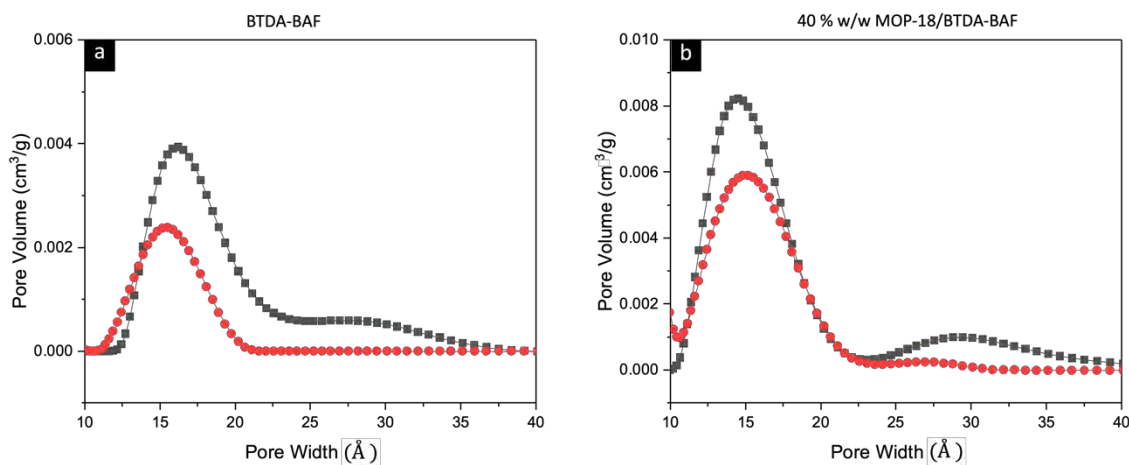 BTDA-BAF
a
0.006
0.004
0.002
0.000
Pore Volume (cm³/g)
10 15 20 25 30 35 40
Pore Width (Å)
40 % w/w MOP-18/BTDA-BAF
b
0.010
0.008
0.006
0.004
0.002
0.000
Pore Volume (cm□³/g)
10 15 20 25 30 35 40
Pore Width (Å)